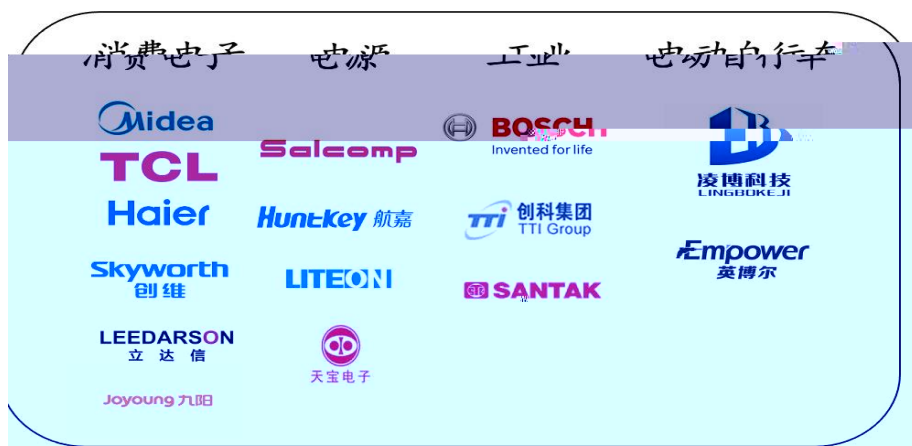 消费电子
电源
工业
电动自行车
Midea
TCL
Haier
Skyworth
创维
LEEDARSON
立达信
Joyoung 九阳
Salcomp
Huntkey 航嘉
LITEON
天宝电子
BOSCH
Invented for life
TTI 创科集团
TTI Group
SANTAK
凌博科技
LINGBOKEJI
Empower
英博尔